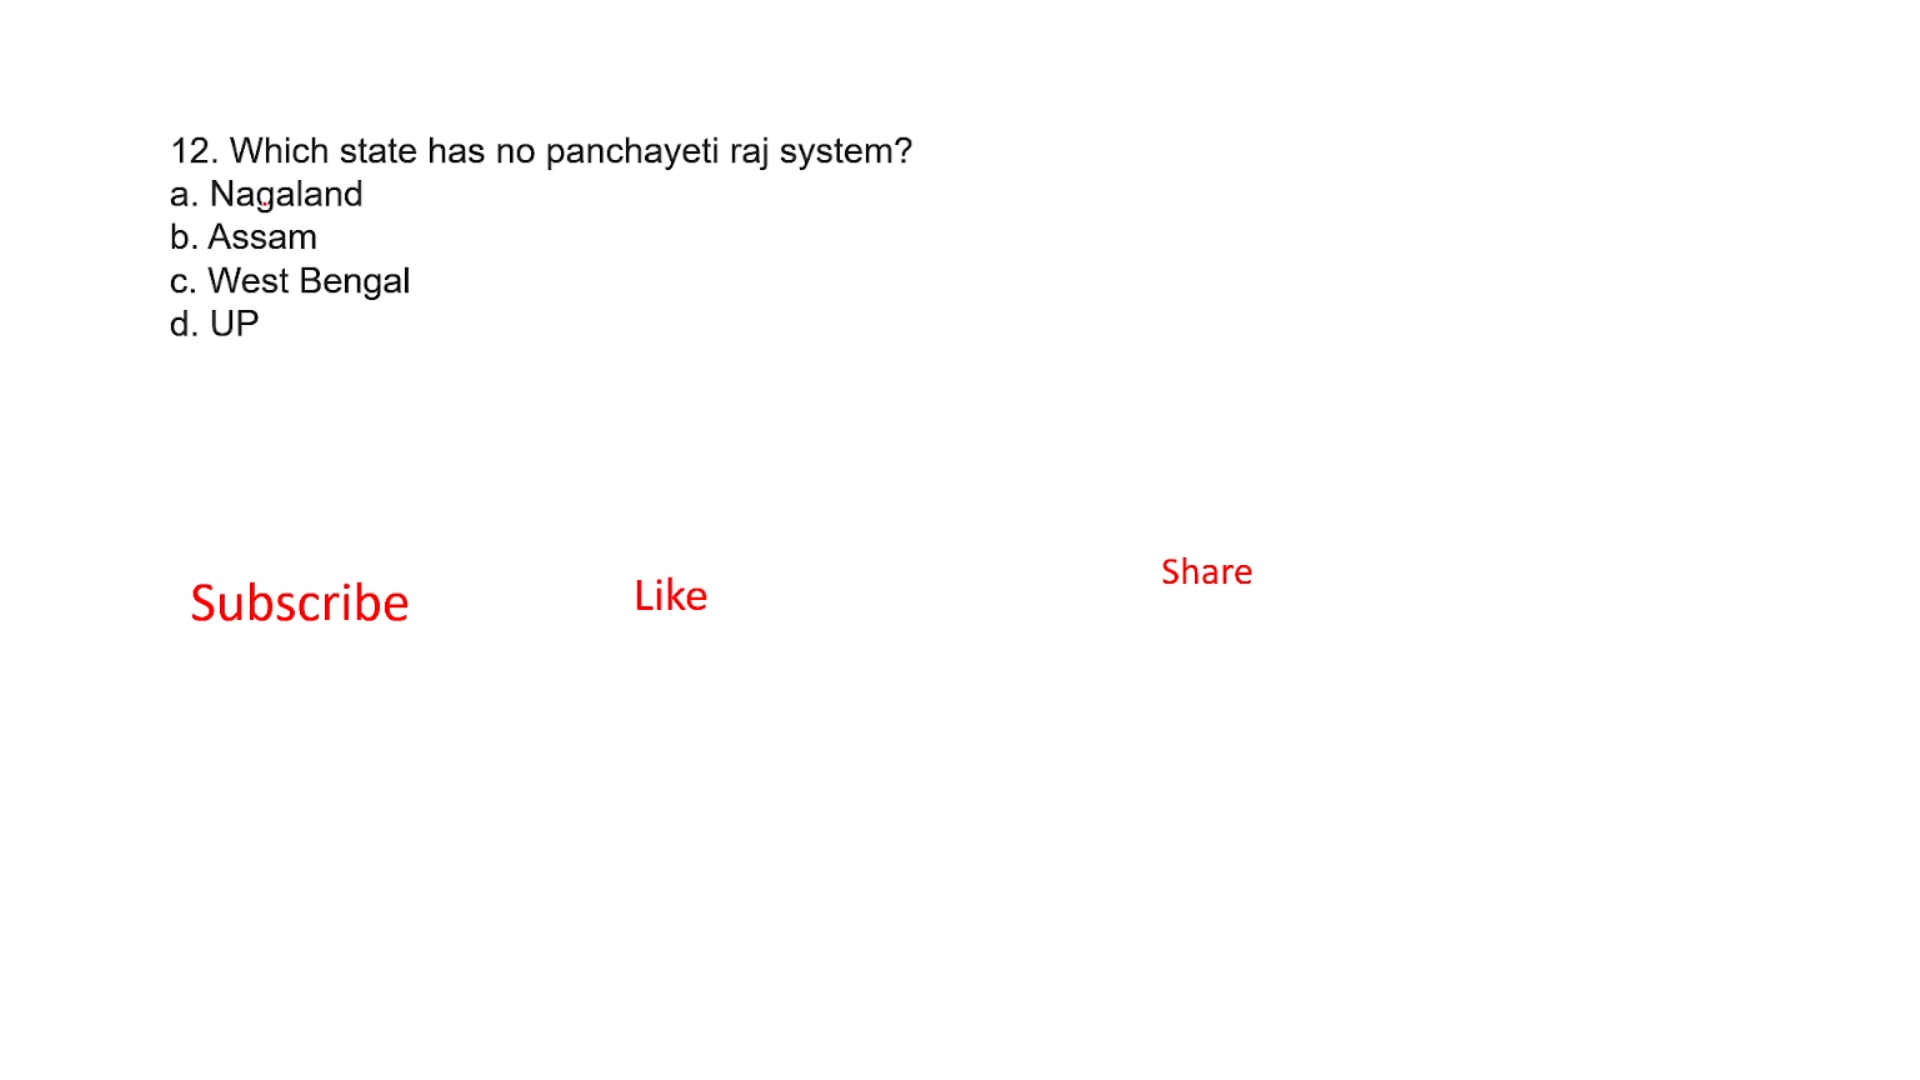 12. Which state has no panchayeti raj system?
a. Nagaland
b. Assam
c. West Bengal
d. UP
Subscribe
Like
Share